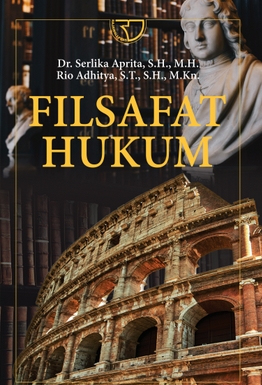 Dr. Serlika Aprita, S.H., M.H.
Rio Adhitya, S.T., S.H., M.Kn.
FILSAFAT
HUKUM